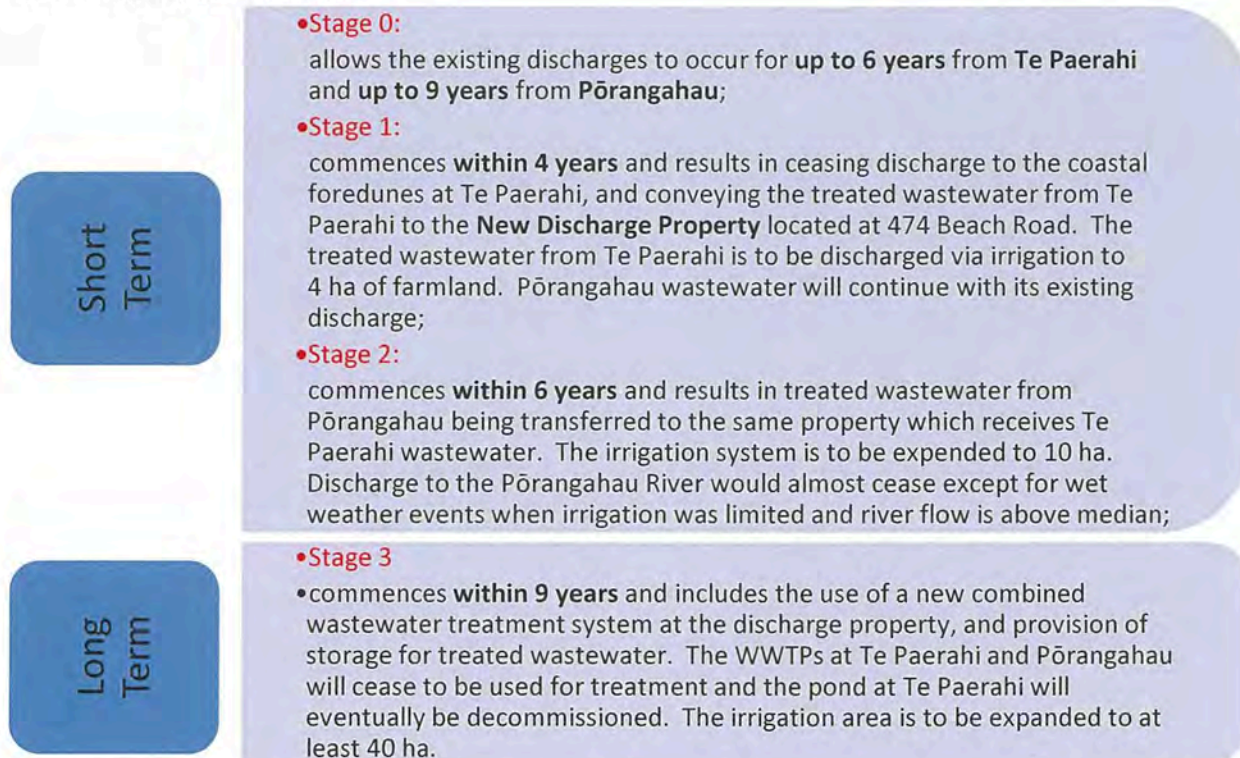 •Stage 0:
allows the existing discharges to occur for up to 6 years from Te Paerahi
and up to 9 years from Pōrangahau;
•Stage 1:
commences within 4 years and results in ceasing discharge to the coastal
foredunes at Te Paerahi, and conveying the treated wastewater from Te
Paerahi to the New Discharge Property located at 474 Beach Road. The
treated wastewater from Te Paerahi is to be discharged via irrigation to
4 ha of farmland. Pōrangahau wastewater will continue with its existing
discharge;
•Stage 2:
commences within 6 years and results in treated wastewater from
Pōrangahau being transferred to the same property which receives Te
Paerahi wastewater. The irrigation system is to be expended to 10 ha.
Discharge to the Pōrangahau River would almost cease except for wet
weather events when irrigation was limited and river flow is above median;
Short
Term
•Stage 3
•commences within 9 years and includes the use of a new combined
wastewater treatment system at the discharge property, and provision of
storage for treated wastewater. The WWTPs at Te Paerahi and Pōrangahau
will cease to be used for treatment and the pond at Te Paerahi will
eventually be decommissioned. The irrigation area is to be expanded to at
least 40 ha.
Long
Term